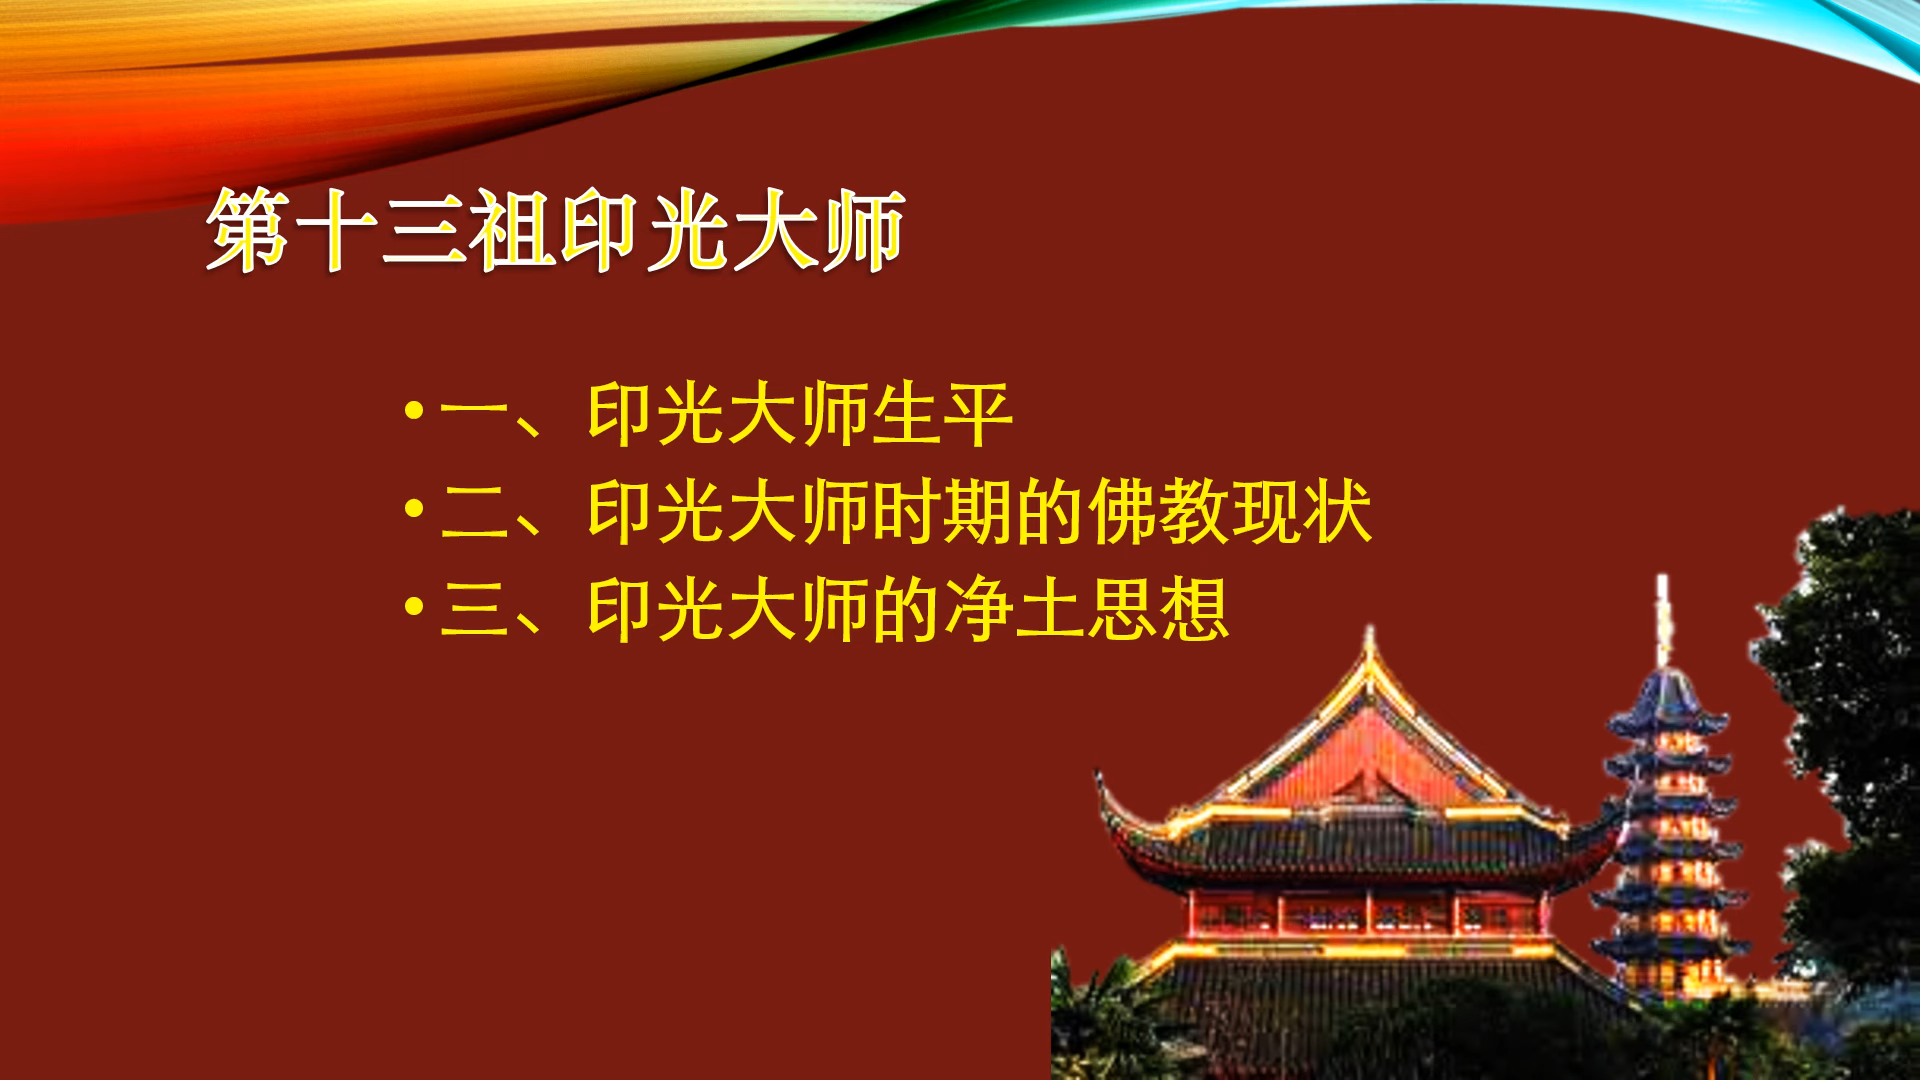 第十三祖印光大师
• 一、印光大师生平
• 二、印光大师时期的佛教现状
• 三、印光大师的净土思想